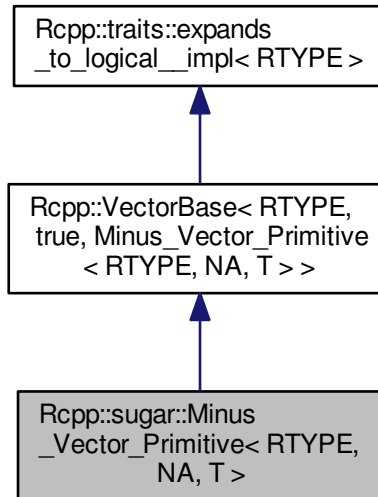 Rcpp::traits::expands
_to_logical__impl< RTYPE >
Rcpp::VectorBase< RTYPE,
true, Minus_Vector_Primitive
< RTYPE, NA, T > >
Rcpp::sugar::Minus
_Vector_Primitive< RTYPE,
NA, T >